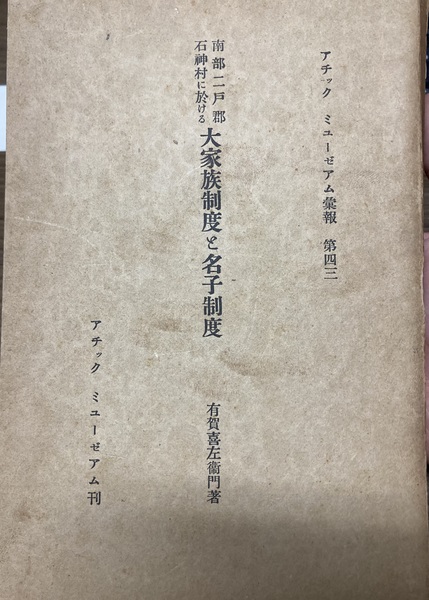 アチック ミユーゼアム彙報 第四三
南部二戸郡
石神村に於ける
大家族制度と名子制度
有賀喜左衞門著
アチック ミユーゼアム刊